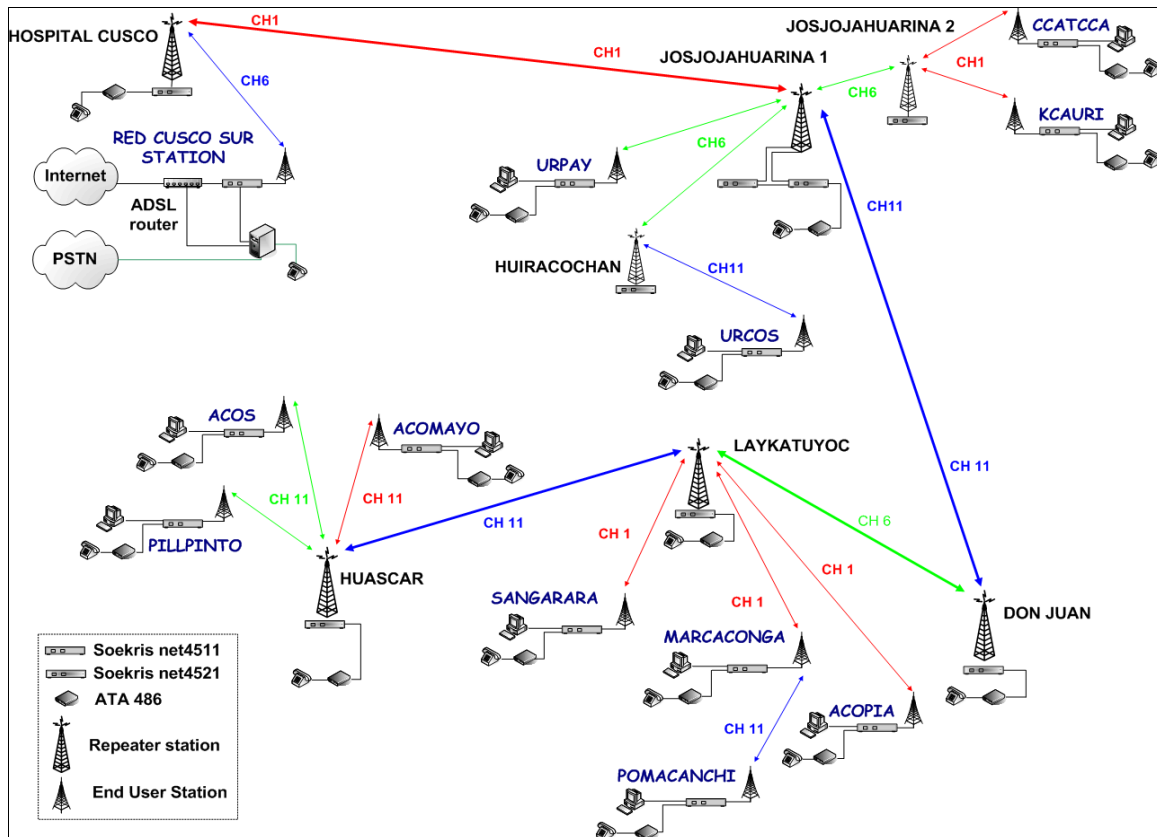 HOSPITAL CUSCO
CH1
CH1
JOSJOJAHUARINA 2
JOSJOJAHUARINA 1
CCATCCA
CH1
CH6
CH6
KCAURI
RED CUSCO SUR
STATION
Internet
ADSL
router
PSTN
URPAY
CH6
CH11
HUIRACOCHAN
CH11
URCOS
ACOS
ACOMAYO
LAYKATUYOC
CH 11
CH 11
CH 11
CH 11
CH 6
PILLPINTO
CH 1
CH 1
HUASCAR
SANGARARA
CH 1
DON JUAN
MARCACONGA
ACOPIA
CH 11
POMACANCHI
Soekris net4511
Soekris net4521
ATA 486
Repeater station
End User Station